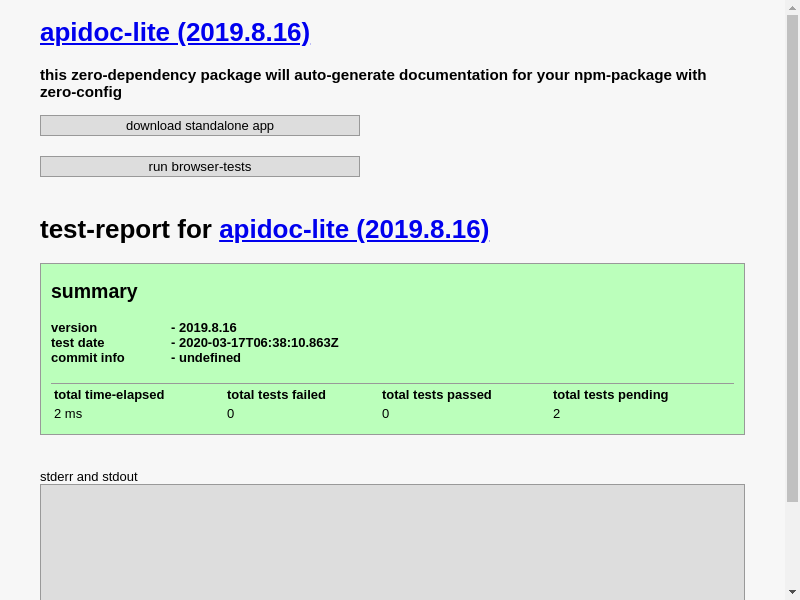 apidoc-lite (2019.8.16)
this zero-dependency package will auto-generate documentation for your npm-package with
zero-config
download standalone app
run browser-tests
test-report for apidoc-lite (2019.8.16)
summary
version - 2019.8.16
test date - 2020-03-17T06:38:10.863Z
commit info - undefined
total time-elapsed total tests failed total tests passed total tests pending
2 ms 0 0 2
stderr and stdout